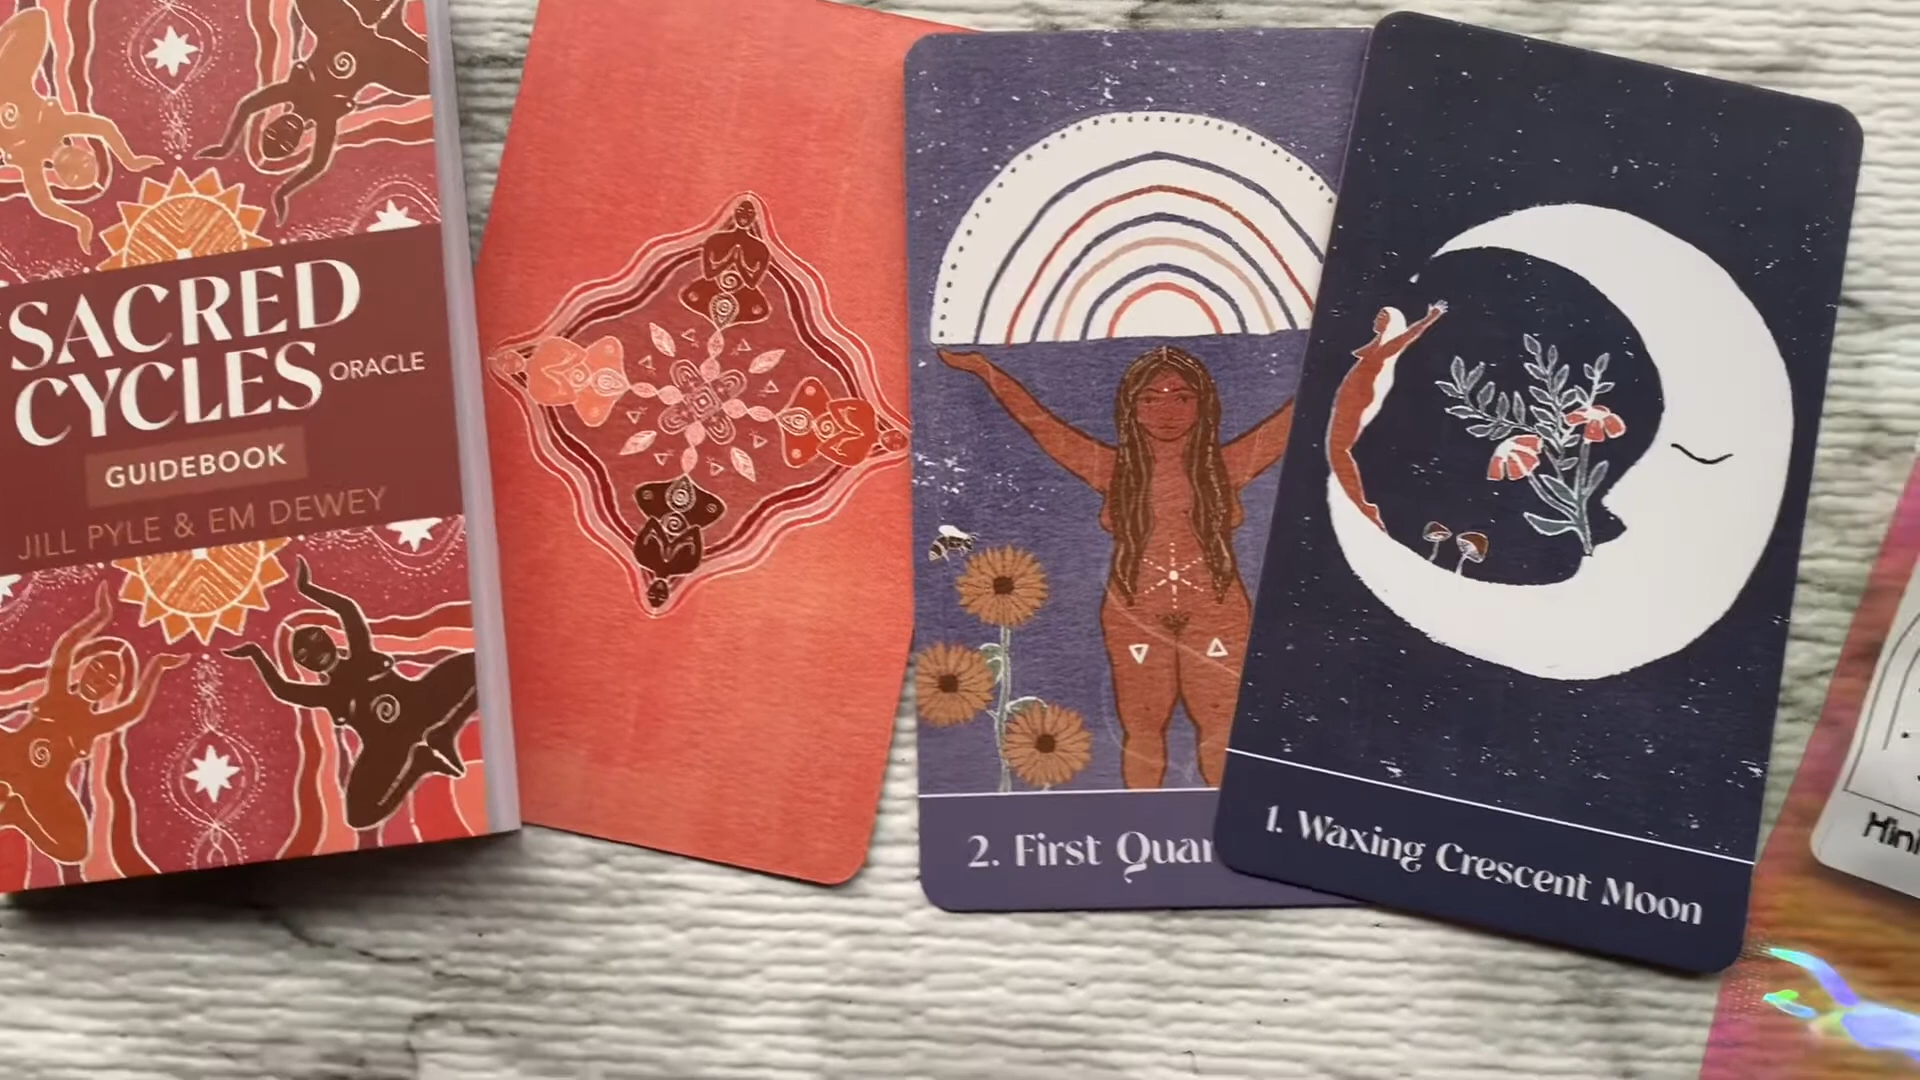 SACRED
CYCLES ORACLE
GUIDEBOOK
JILL PYLE & EM DEWEY
2. First Quar
1. Waxing Crescent Moon